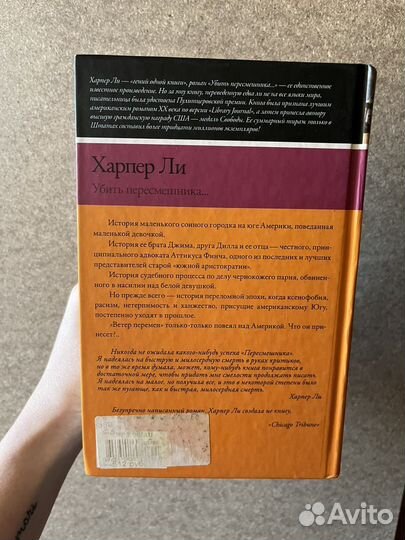 Харпер Ли — «гений одной книги», роман «Убить пересмешника...» — ее единственное
известное произведение. Но за эту книгу, переведенную едва ли не на все языки мира,
писательница была удостоена Пулитцеровской премии. Книга была признана лучшим
американским романом XX века по версии «Library Journal», а затем принесла автору
высшую гражданскую награду США — медаль Свободы. Ее суммарный тираж только в
Штатах составил более тридцати миллионов экземпляров!
Харпер Ли
Убить пересмешника...
История маленького сонного городка на юге Америки, поведанная
маленькой девочкой.
История ее брата Джима, друга Дилла и ее отца — честного, прин-
ципиального адвоката Аттикуса Финча, одного из последних и лучших
представителей старой «южной аристократии».
История судебного процесса по делу чернокожего парня, обвинен-
ного в насилии над белой девушкой.
Но прежде всего — история переломной эпохи, когда ксенофобия,
расизм, нетерпимость и ханжество, присущие американскому Югу,
постепенно уходят в прошлое.
«Ветер перемен» только-только повеял над Америкой. Что он при-
несет?..
Никогда не ожидала какого-нибудь успеха «Пересмешника».
Я надеялась на быструю и милосердную смерть в руках критиков,
но в то же время думала, может, кому-нибудь книга понравится в
достаточной мере, чтобы придать мне смелости продолжать писать.
Я надеялась на малое, но получила все, и это в некоторой степени было
так же пугающе, как и быстрая, милосердная смерть.
Харпер Ли
Безупречно написанный роман. Харпер Ли создала не книгу,
«Chicago Tribune»
Avito